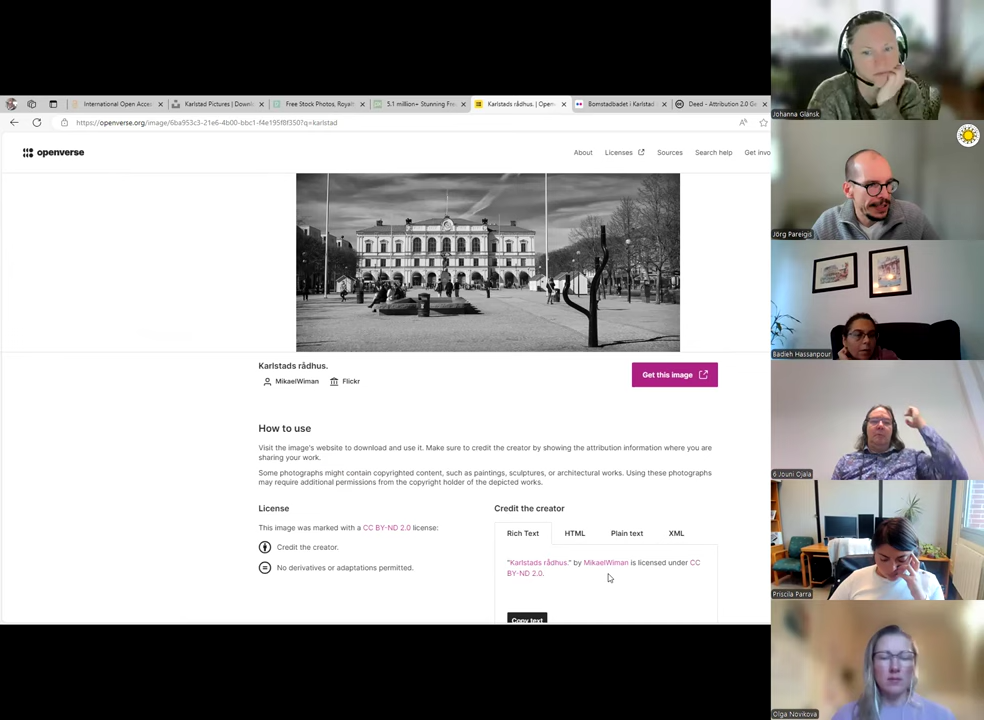 International Open Acces
Karlstad Pictures | Downl
Free Stock Photos, Royal
5.1 million+ Stunning Fre
Karlstads rådhus. | Open
Bomstadbadet i Karlstad
Deed - Attribution 2.0 Ge
https://openverse.org/image/6ba953c3-21e6-4b00-bbc1-f4e195f8f350?q=karlstad
openverse
About
Licenses
Sources
Search help
Get invo
Karlstads rådhus.
MikaelWiman
Flickr
Get this image
How to use
Visit the image's website to download and use it. Make sure to credit the creator by showing the attribution information where you are
sharing your work.
Some photographs might contain copyrighted content, such as paintings, sculptures, or architectural works. Using these photographs
may require additional permissions from the copyright holder of the depicted works.
License
This image was marked with a CC BY-ND 2.0 license:
Credit the creator.
No derivatives or adaptations permitted.
Credit the creator
Rich Text
HTML
Plain text
XML
"Karlstads rådhus." by MikaelWiman is licensed under CC
BY-ND 2.0.
Copy text
Johanna Glansk
Jörg Pareigis
Badieh Hassanpour
6 Jouni Ojala
Priscila Parra
Olga Novikova